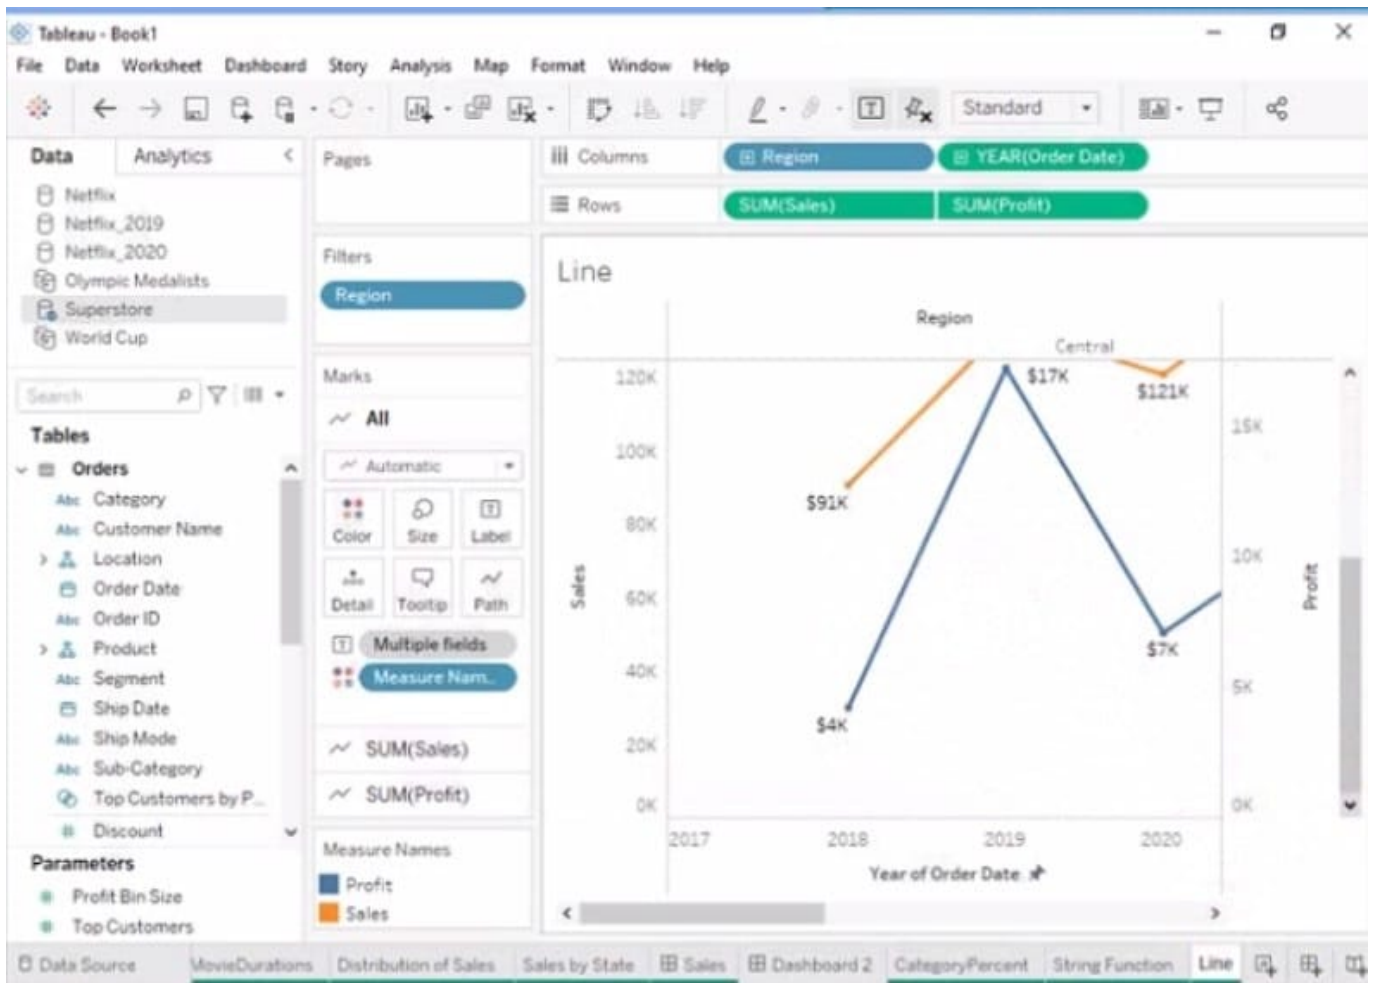 Tableau - Book1
File Data Worksheet Dashboard Story Analysis Map Format Window Help
Standard
Data Analytics
Netflix
Netflix_2019
Netflix_2020
Olympic Medalists
Superstore
World Cup
Search
Tables
Orders
Abc Category
Abc Customer Name
Location
Order Date
Abc Order ID
Product
Abc Segment
Ship Date
Abc Ship Mode
Abc Sub-Category
Top Customers by P...
# Discount
Parameters
# Profit Bin Size
# Top Customers
Pages
Filters
Region
Marks
All
Automatic
Color Size Label
Detail Tooltip Path
Multiple fields
Measure Nam..
SUM(Sales)
SUM(Profit)
Measure Names
Profit
Sales
Columns Region YEAR(Order Date)
Rows SUM(Sales) SUM(Profit)
Line
Region
Central
120K
100K
80K
60K
40K
20K
0K
Sales
$17K
$121K
$91K
$7K
$4K
15K
10K
5K
0K
Profit
2017 2018 2019 2020
Year of Order Date
Data Source MovieDurations Distribution of Sales Sales by State Sales Dashboard 2 CategoryPercent String Function Line